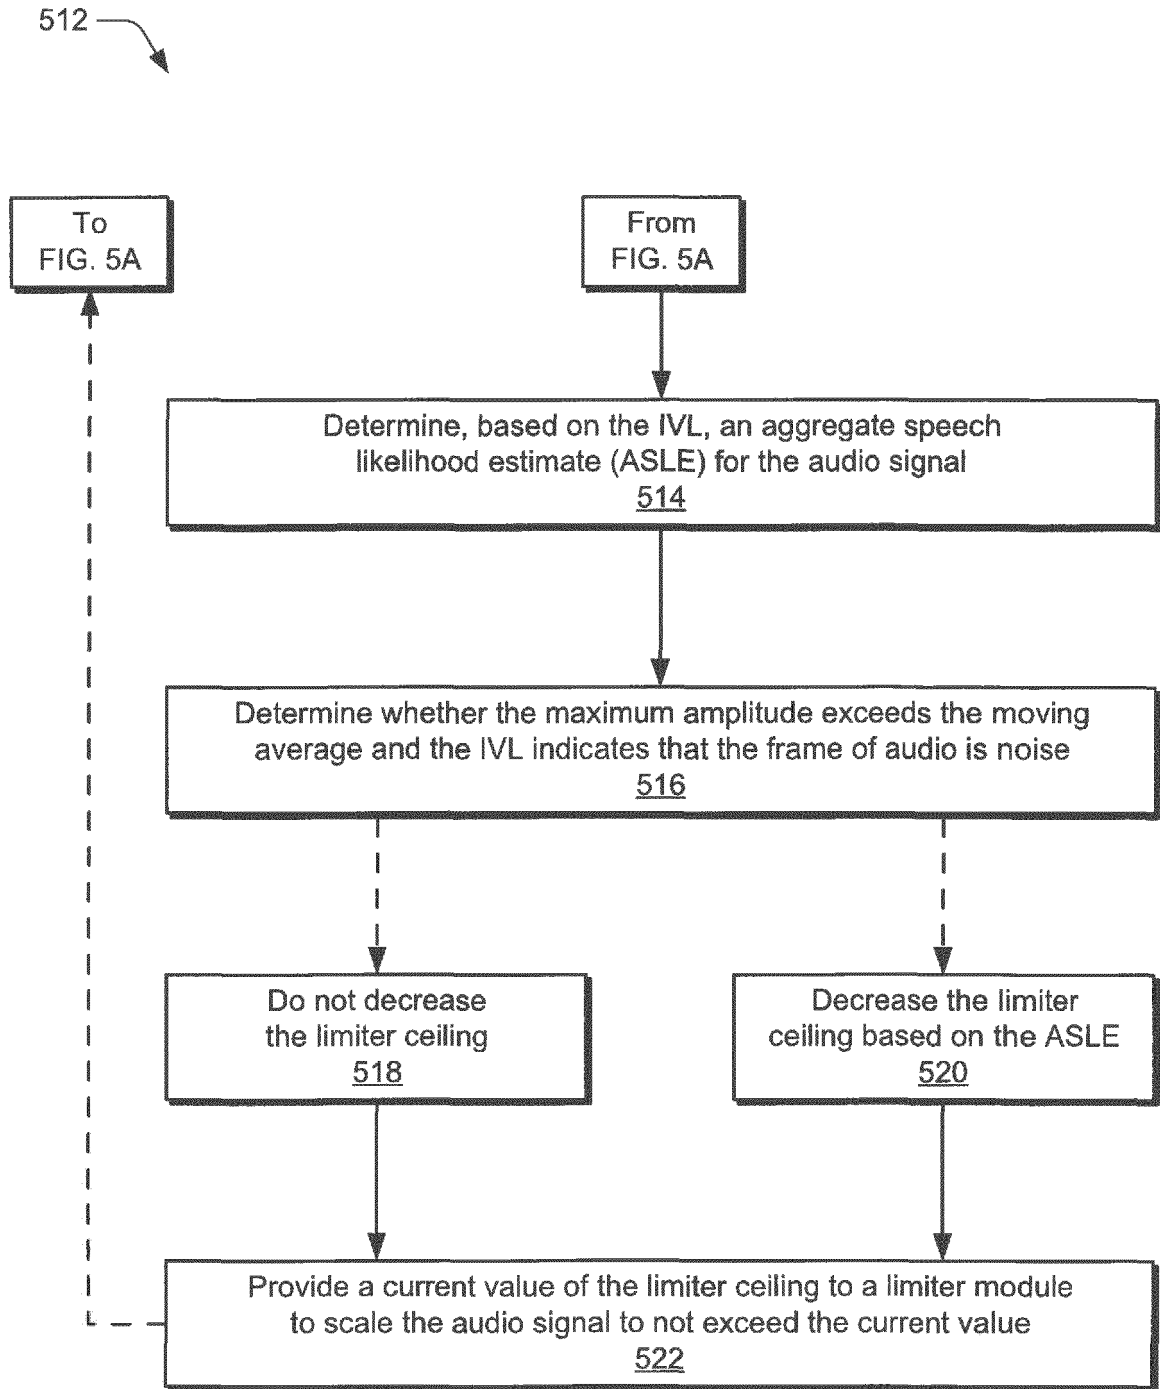 512
To
FIG. 5A
From
FIG. 5A
Determine, based on the IVL, an aggregate speech
likelihood estimate (ASLE) for the audio signal
514
Determine whether the maximum amplitude exceeds the moving
average and the IVL indicates that the frame of audio is noise
516
Do not decrease
the limiter ceiling
518
Decrease the limiter
ceiling based on the ASLE
520
Provide a current value of the limiter ceiling to a limiter module
to scale the audio signal to not exceed the current value
522